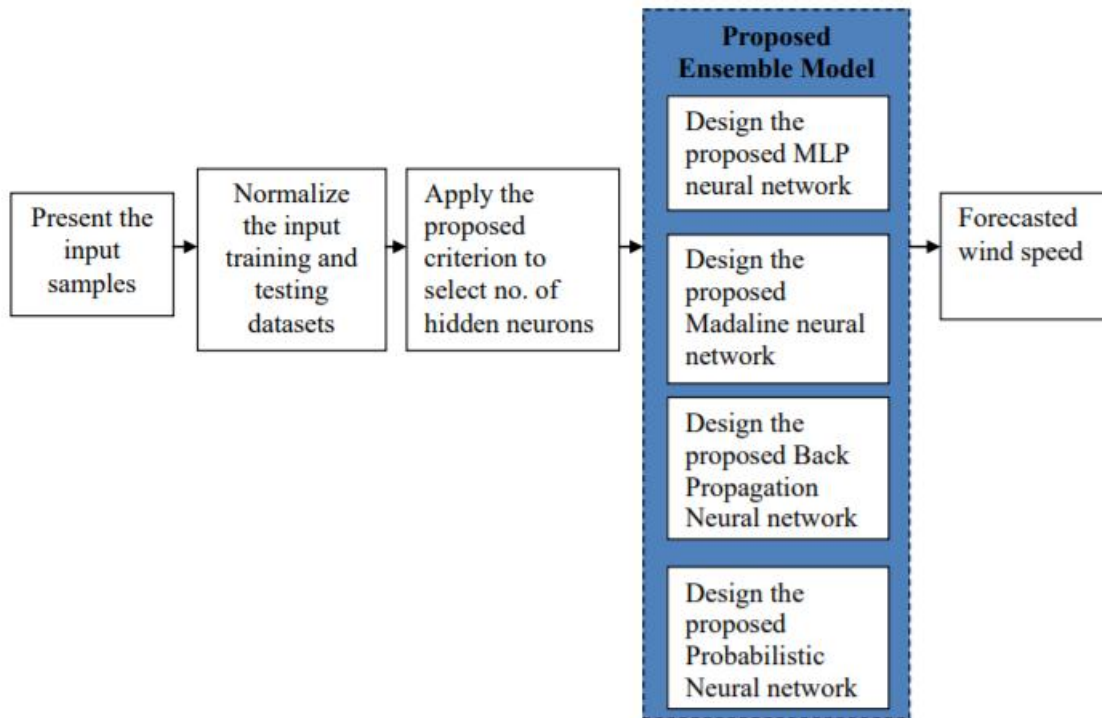 Present the
input
samples
Normalize
the input
training and
testing
datasets
Apply the
proposed
criterion to
select no. of
hidden neurons
Proposed
Ensemble Model
Design the
proposed MLP
neural network
Design the
proposed
Madaline neural
network
Design the
proposed Back
Propagation
Neural network
Design the
proposed
Probabilistic
Neural network
Forecasted
wind speed